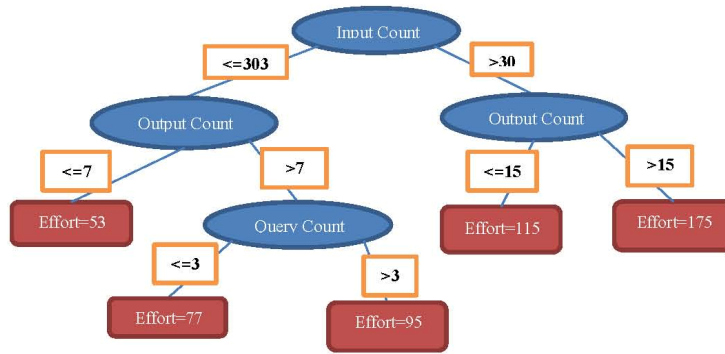 Input Count
<=303
>30
Output Count
Output Count
<=7
>7
<=15
>15
Effort=53
Query Count
Effort=115
Effort=175
<=3
>3
Effort=77
Effort=95